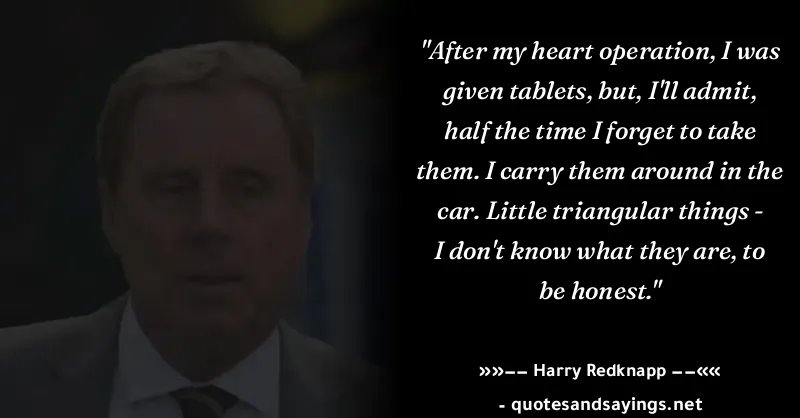 "After my heart operation, I was
given tablets, but, I'll admit,
half the time I forget to take
them. I carry them around in the
car. Little triangular things -
I don't know what they are, to
be honest."
»»–– Harry Redknapp ––««
- quotesandsayings.net